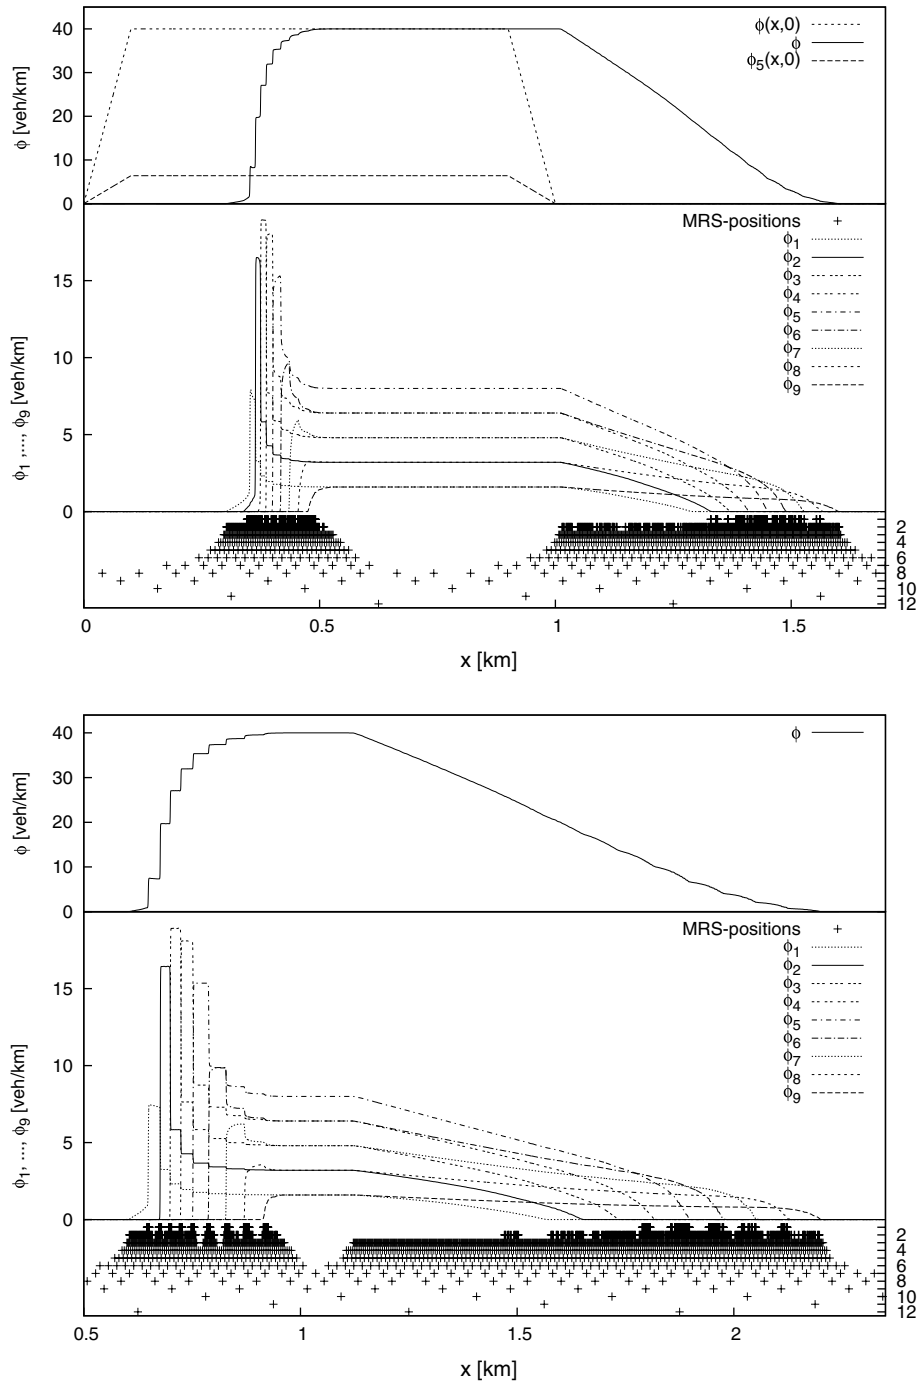 40
30
20
10
0
ϕ [veh/km]
ϕ(x,0)
ϕ
ϕ5(x,0)
15
10
5
0
ϕ1 ,..., ϕ9 [veh/km]
MRS-positions
ϕ1
ϕ2
ϕ3
ϕ4
ϕ5
ϕ6
ϕ7
ϕ8
ϕ9
2
4
6
8
10
12
0 0.5 1 1.5
x [km]
40
30
20
10
0
ϕ [veh/km]
ϕ
15
10
5
0
ϕ1, ..., ϕ9 [veh/km]
MRS-positions
ϕ1
ϕ2
ϕ3
ϕ4
ϕ5
ϕ6
ϕ7
ϕ8
ϕ9
2
4
6
8
10
12
0.5 1 1.5 2
x [km]